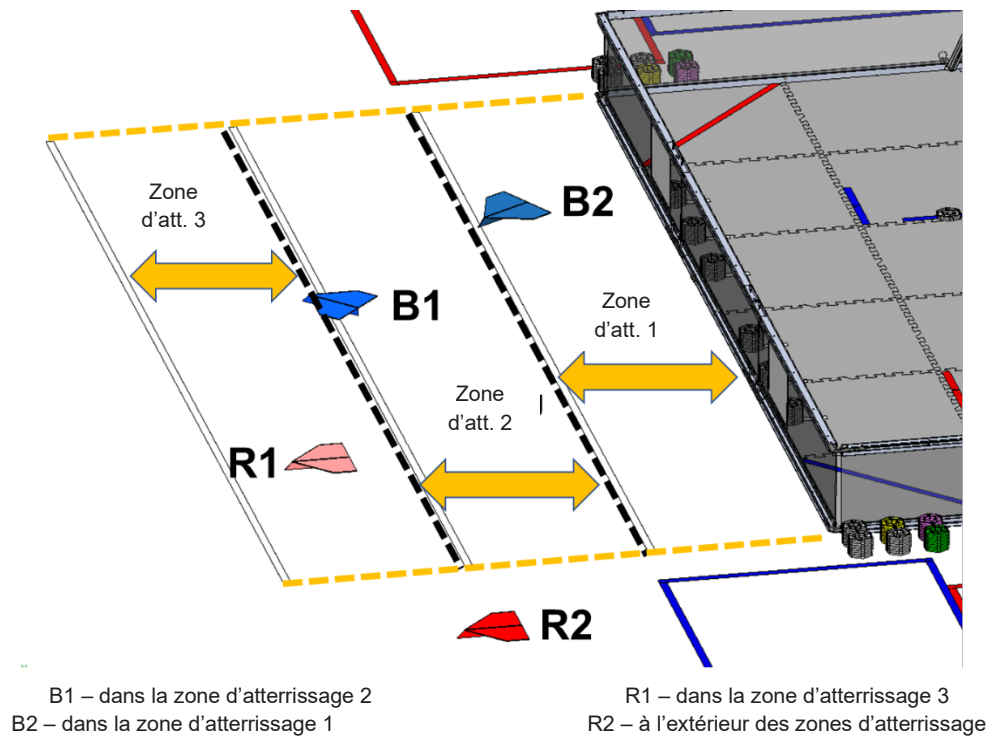 Zone
d’att. 3
B2
B1
Zone
d’att. 1
Zone
d’att. 2
R1
R2
B1 – dans la zone d’atterrissage 2
R1 – dans la zone d’atterrissage 3
B2 – dans la zone d’atterrissage 1
R2 – à l’extérieur des zones d’atterrissage